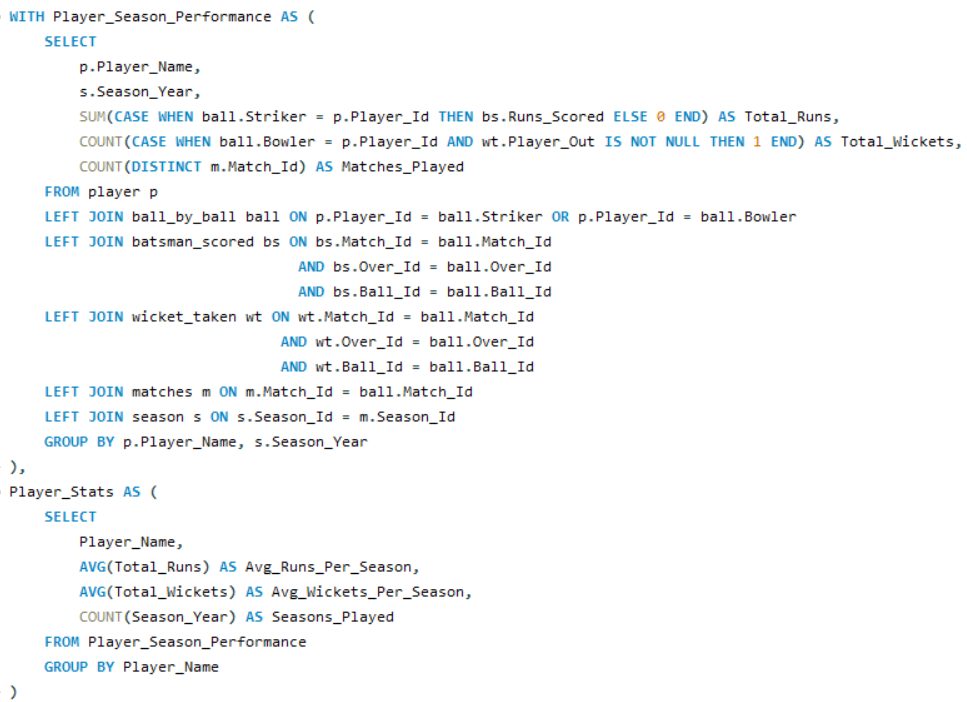 WITH Player_Season_Performance AS (
    SELECT
        p.Player_Name,
        s.Season_Year,
        SUM(CASE WHEN ball.Striker = p.Player_Id THEN bs.Runs_Scored ELSE 0 END) AS Total_Runs,
        COUNT(CASE WHEN ball.Bowler = p.Player_Id AND wt.Player_Out IS NOT NULL THEN 1 END) AS Total_Wickets,
        COUNT(DISTINCT m.Match_Id) AS Matches_Played
    FROM player p
    LEFT JOIN ball_by_ball ball ON p.Player_Id = ball.Striker OR p.Player_Id = ball.Bowler
    LEFT JOIN batsman_scored bs ON bs.Match_Id = ball.Match_Id
                                AND bs.Over_Id = ball.Over_Id
                                AND bs.Ball_Id = ball.Ball_Id
    LEFT JOIN wicket_taken wt ON wt.Match_Id = ball.Match_Id
                              AND wt.Over_Id = ball.Over_Id
                              AND wt.Ball_Id = ball.Ball_Id
    LEFT JOIN matches m ON m.Match_Id = ball.Match_Id
    LEFT JOIN season s ON s.Season_Id = m.Season_Id
    GROUP BY p.Player_Name, s.Season_Year
),
Player_Stats AS (
    SELECT
        Player_Name,
        AVG(Total_Runs) AS Avg_Runs_Per_Season,
        AVG(Total_Wickets) AS Avg_Wickets_Per_Season,
        COUNT(Season_Year) AS Seasons_Played
    FROM Player_Season_Performance
    GROUP BY Player_Name
)